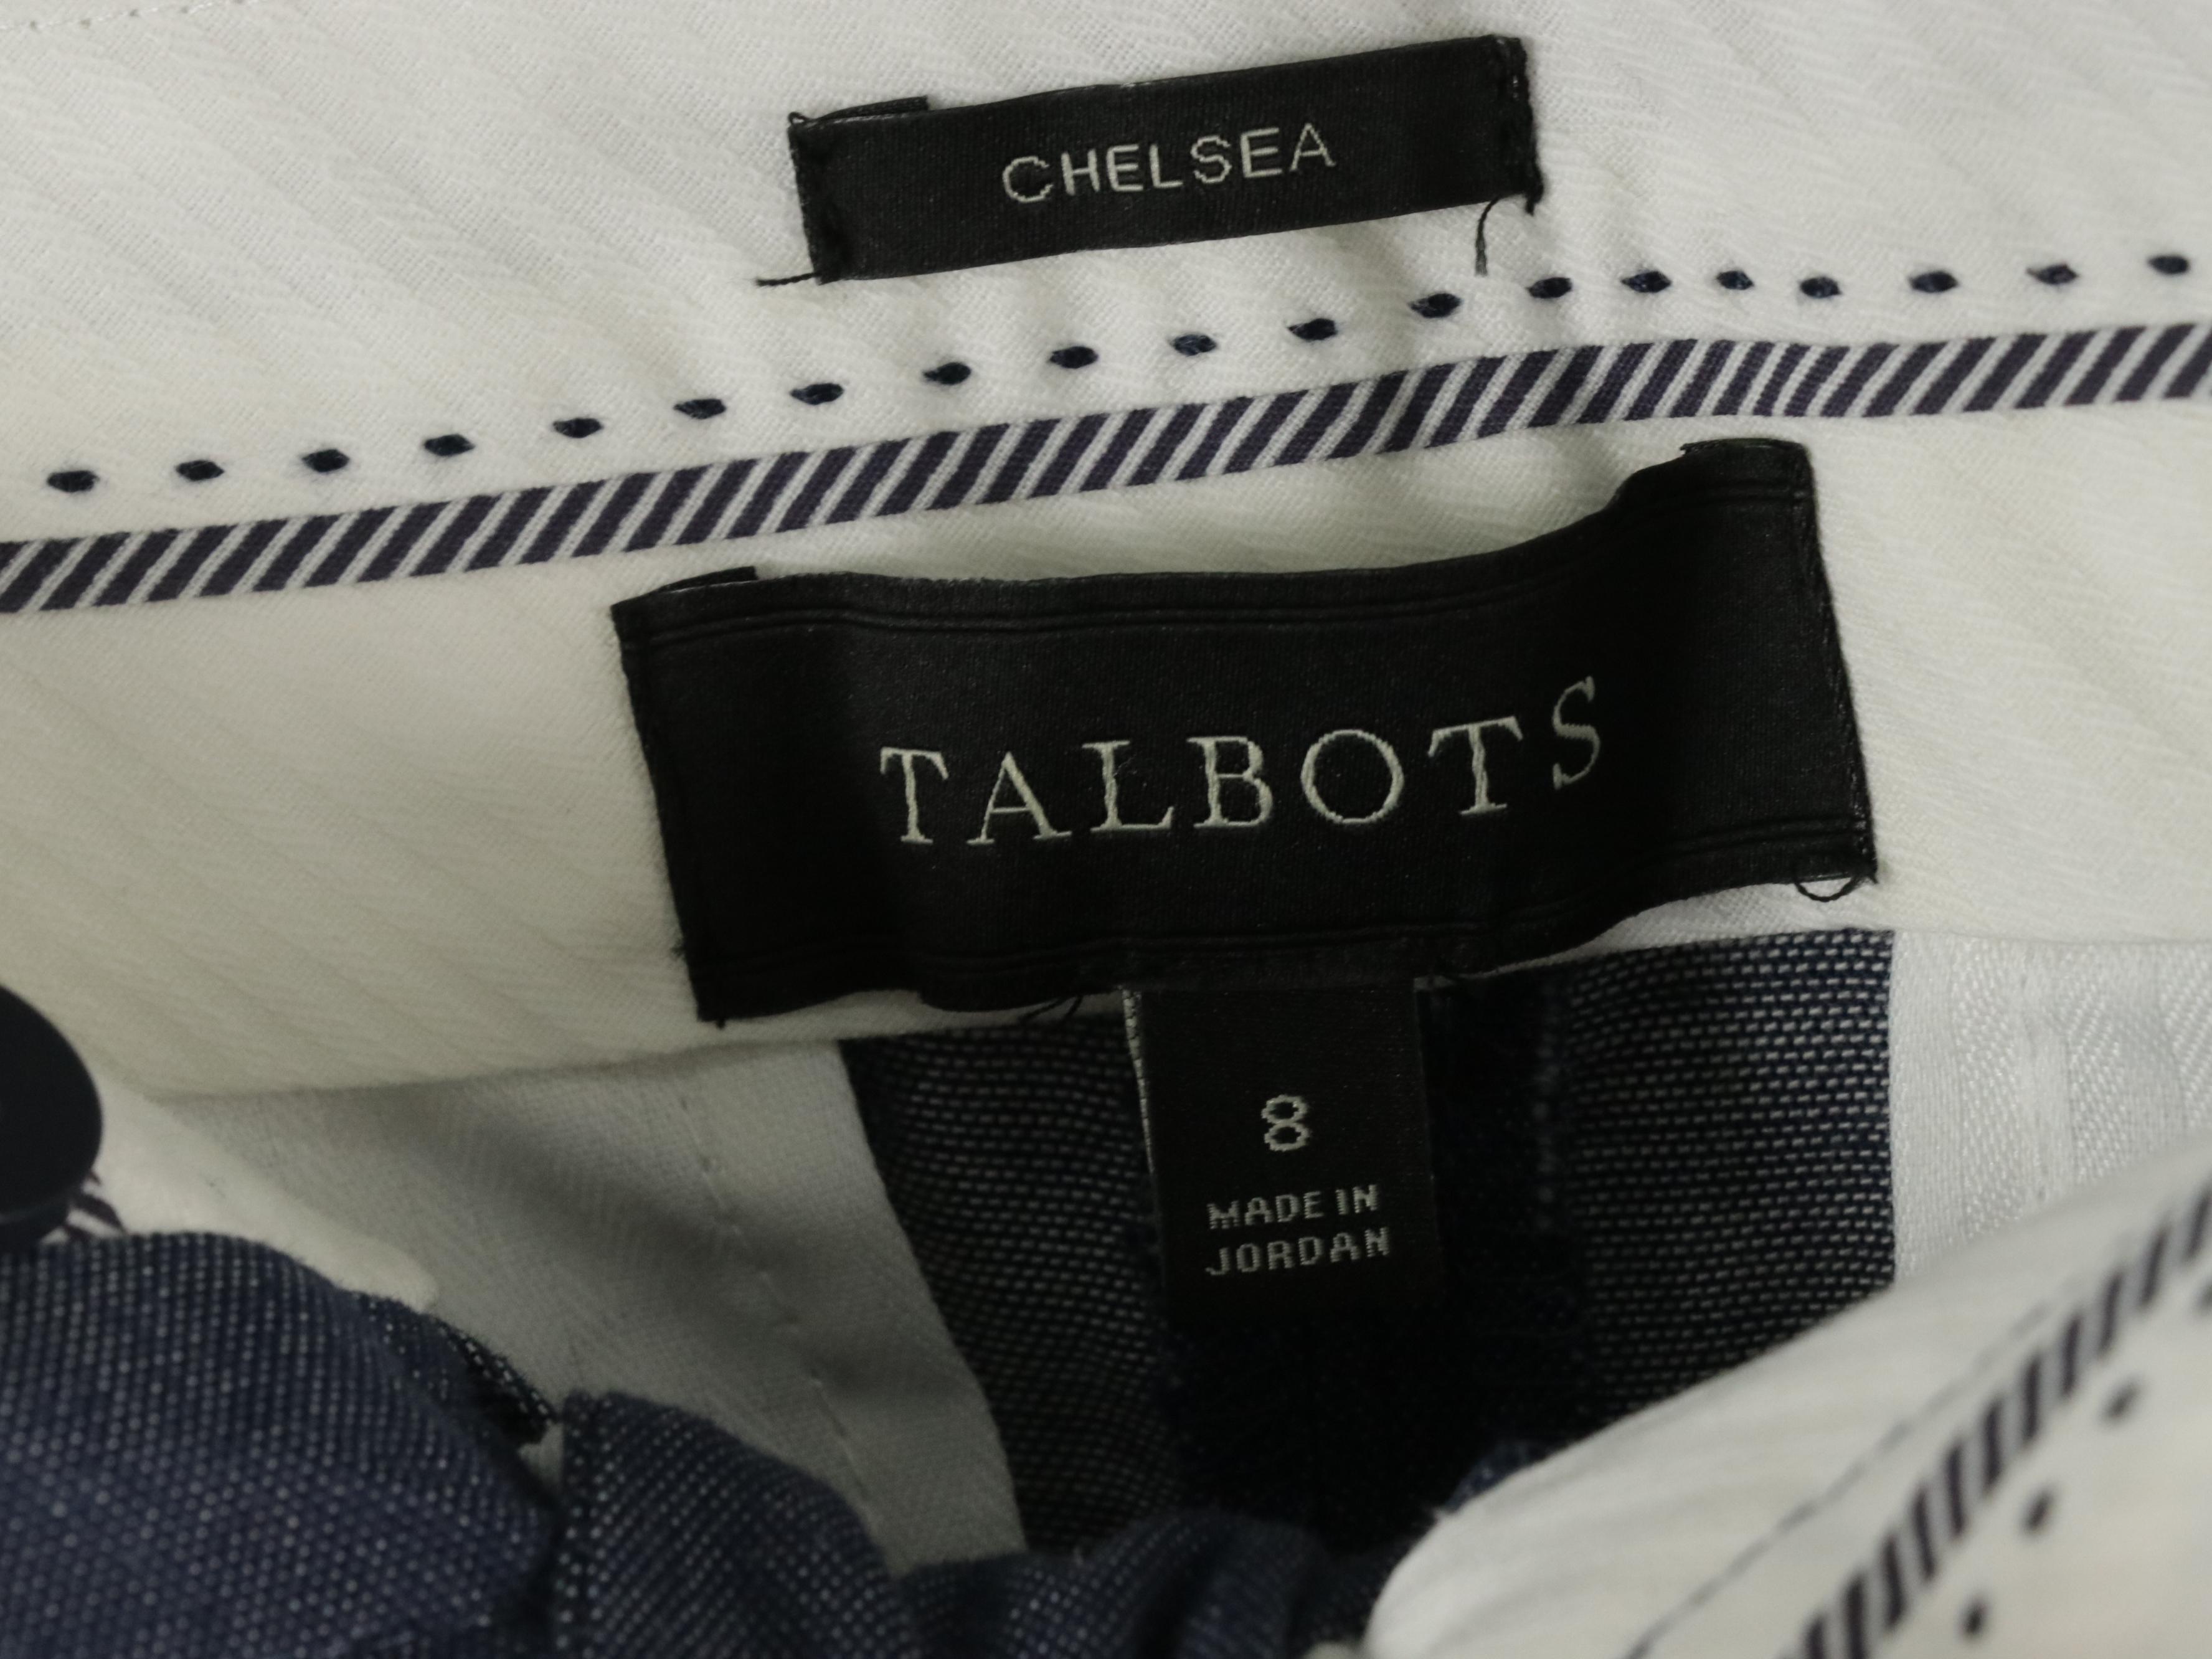 CHELSEA
TALBOTS
8
MADE IN
JORDAN